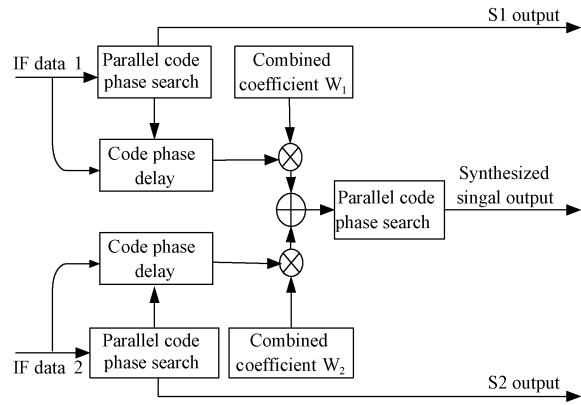 S1 output
IF data 1
Parallel code
phase search
Combined
coefficient W₁
Code phase
delay
Synthesized
singal output
Parallel code
phase search
Code phase
delay
IF data 2
Parallel code
phase search
Combined
coefficient W₂
S2 output